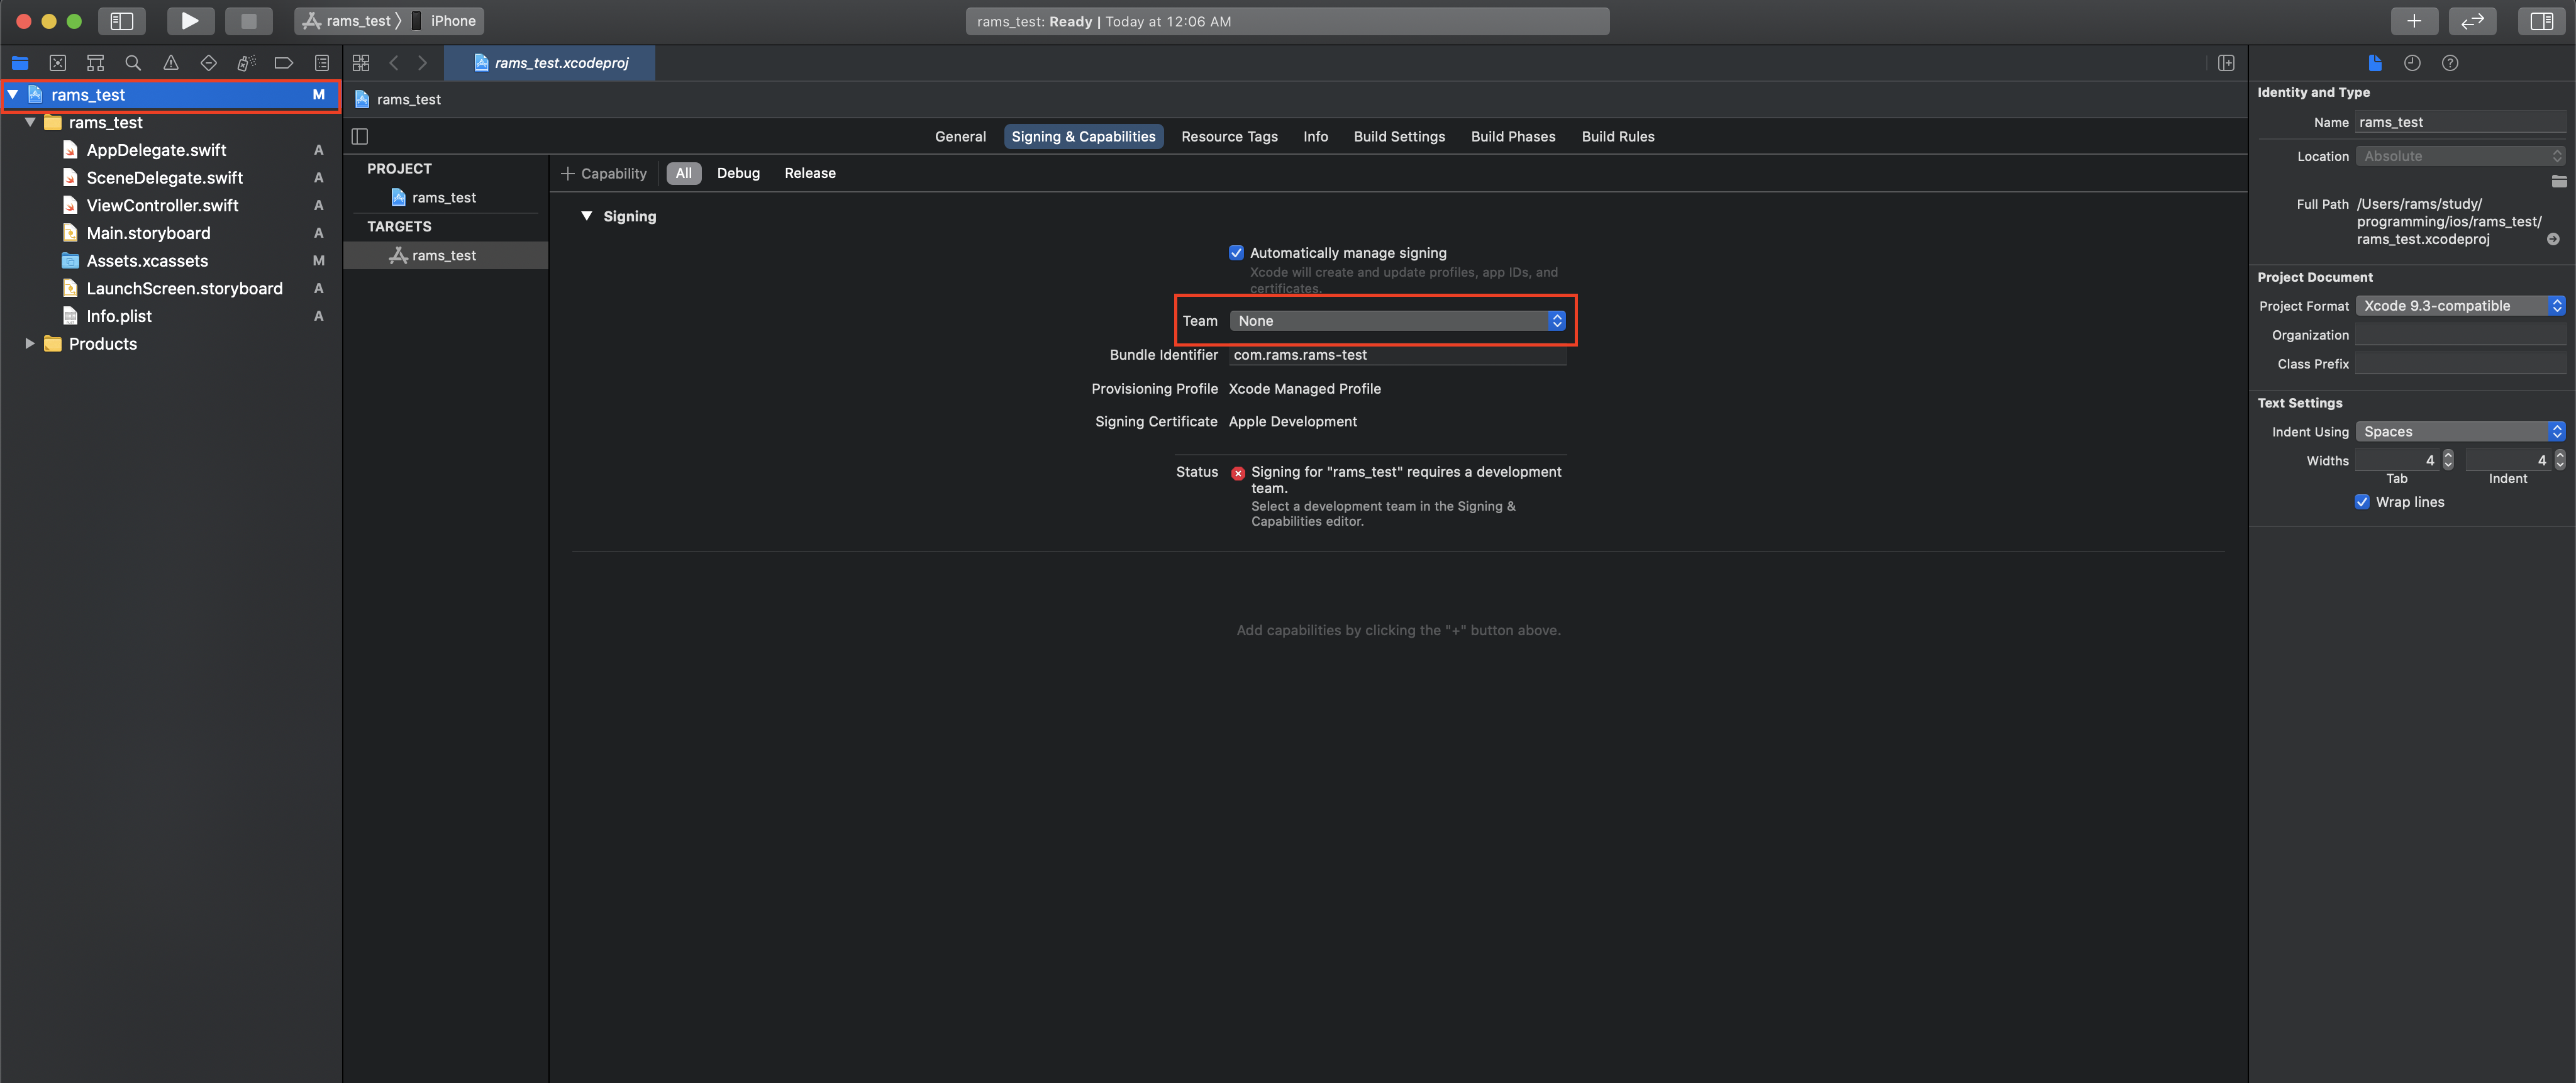 rams_test 〉 iPhone
rams_test: Ready | Today at 12:06 AM
rams_test M
rams_test
AppDelegate.swift A
SceneDelegate.swift A
ViewController.swift A
Main.storyboard A
Assets.xcassets M
LaunchScreen.storyboard A
Info.plist A
Products
rams_test.xcodeproj
rams_test
General Signing & Capabilities Resource Tags Info Build Settings Build Phases Build Rules
PROJECT
rams_test
TARGETS
rams_test
+ Capability All Debug Release
Signing
Automatically manage signing
Xcode will create and update profiles, app IDs, and
certificates.
Team None
Bundle Identifier com.rams.rams-test
Provisioning Profile Xcode Managed Profile
Signing Certificate Apple Development
Status Signing for "rams_test" requires a development
team.
Select a development team in the Signing &
Capabilities editor.
Add capabilities by clicking the "+" button above.
Identity and Type
Name rams_test
Location Absolute
Full Path /Users/rams/study/
programming/ios/rams_test/
rams_test.xcodeproj
Project Document
Project Format Xcode 9.3-compatible
Organization
Class Prefix
Text Settings
Indent Using Spaces
Widths 4 4
Tab Indent
Wrap lines